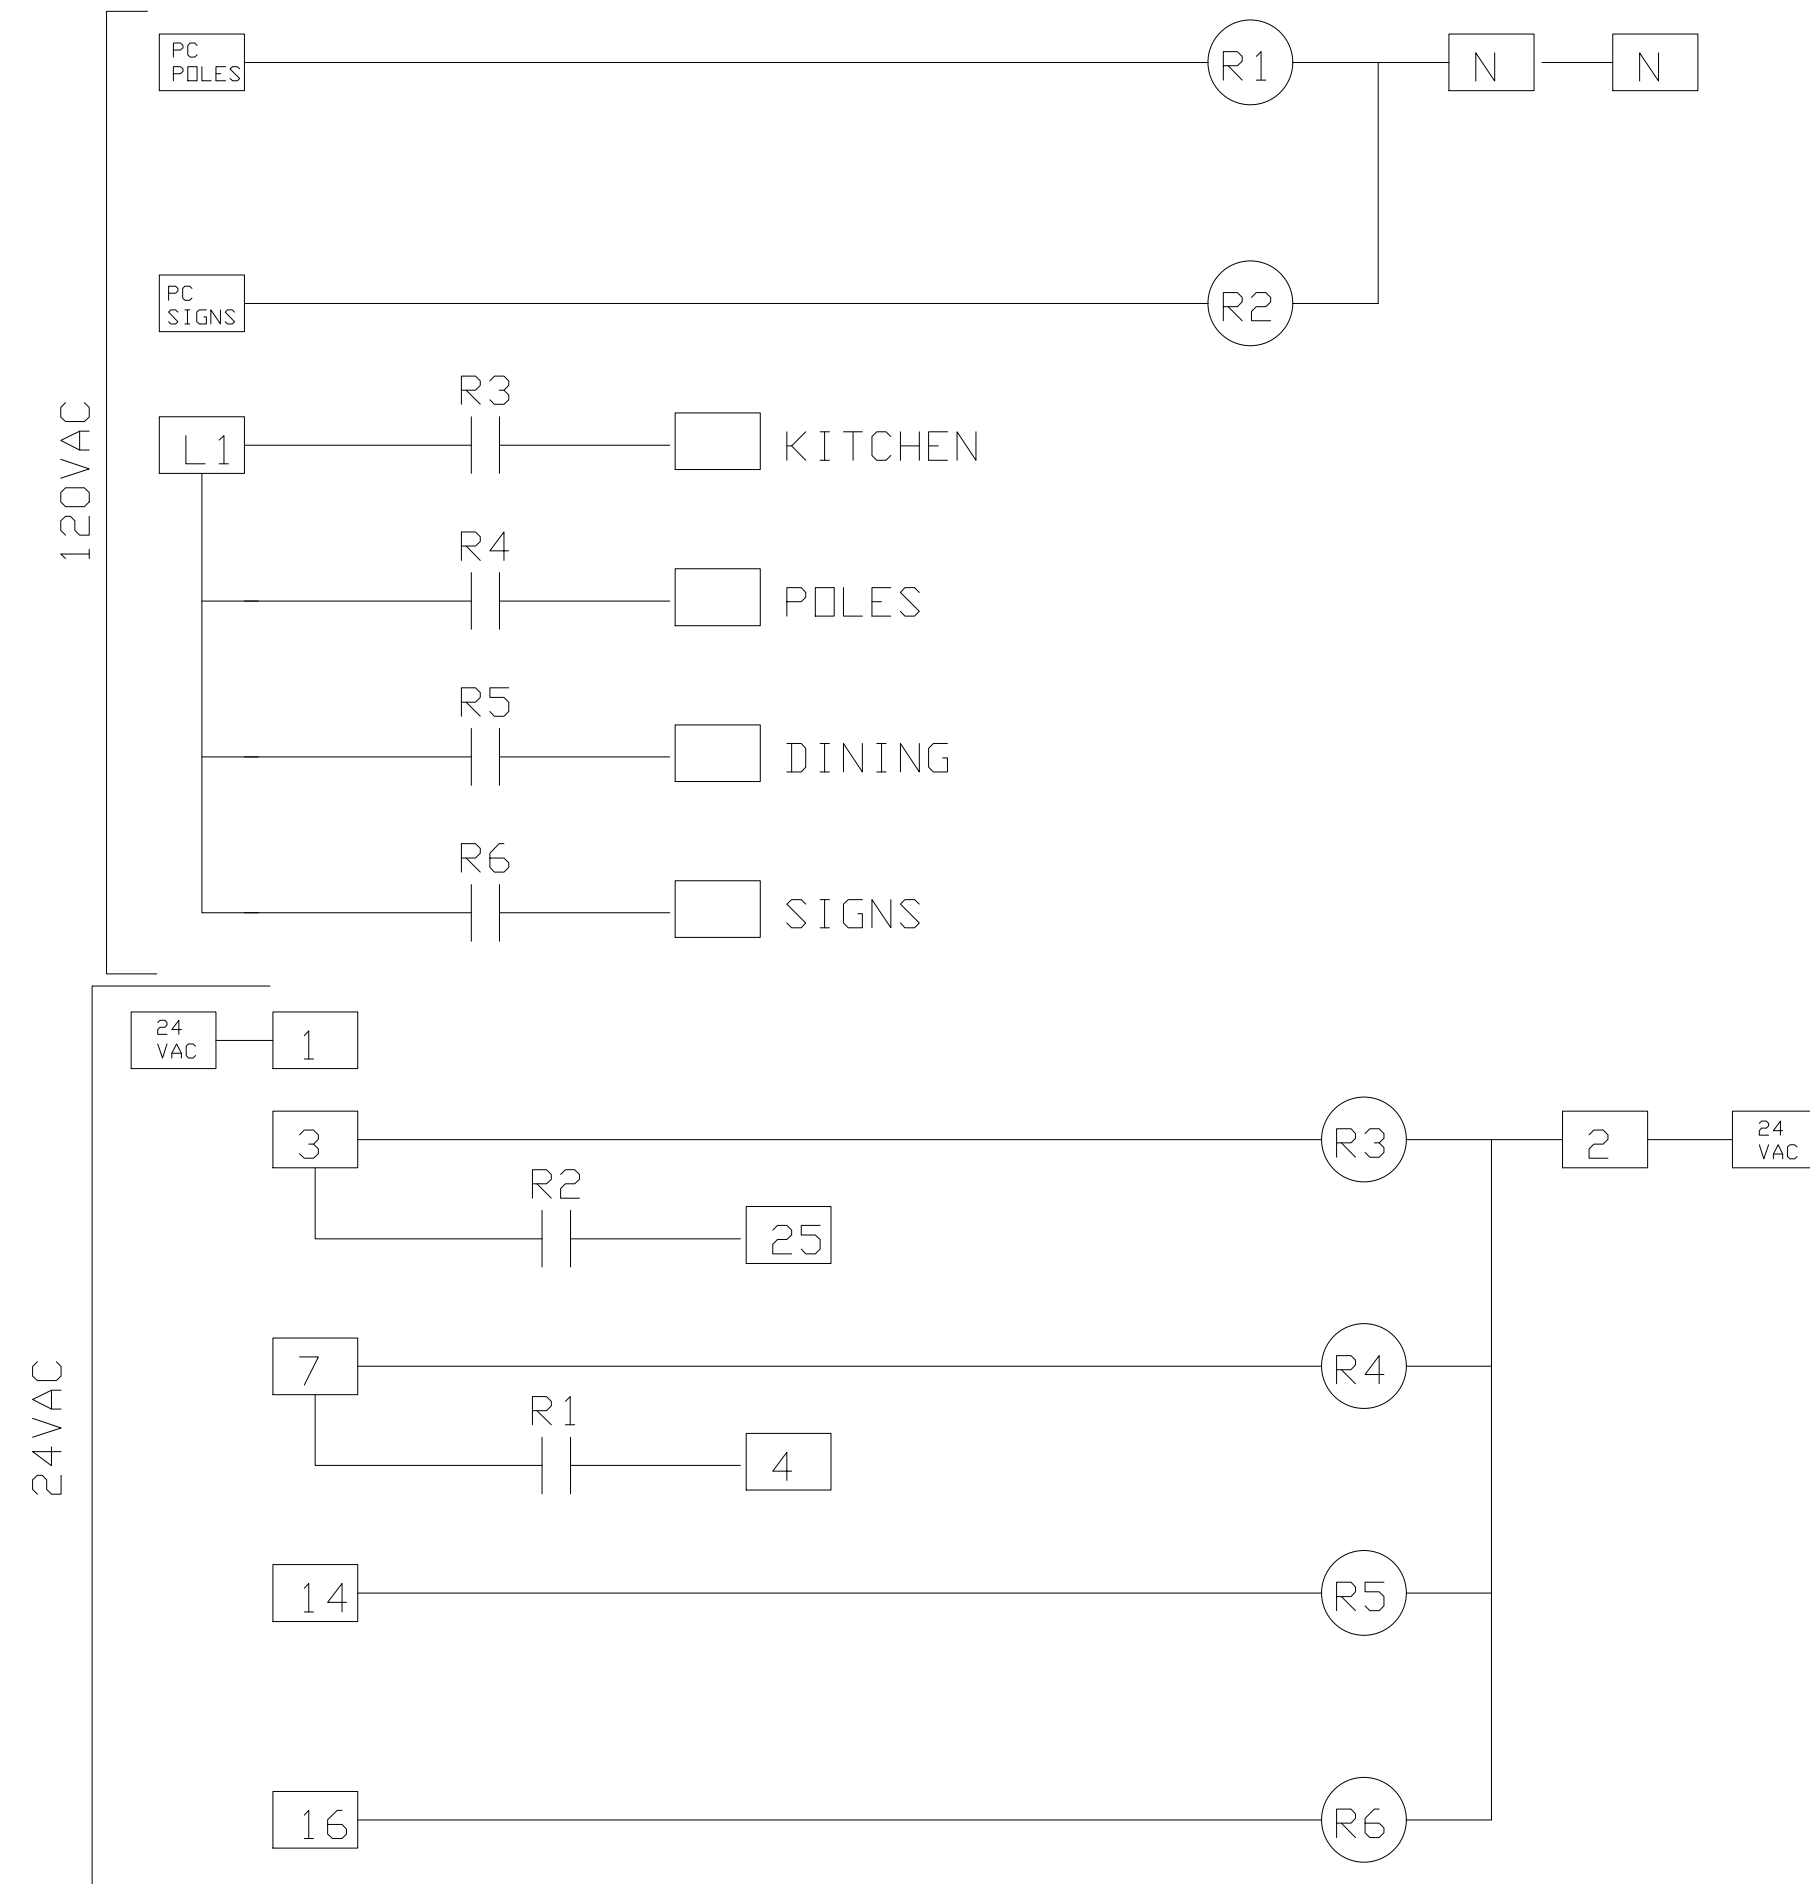 PC
POLES
R1
N
N
PC
SIGNS
R2
120VAC
R3
L1
KITCHEN
R4
POLES
R5
DINING
R6
SIGNS
24
VAC
1
3
R3
2
24
VAC
R2
25
24VAC
7
R4
R1
4
14
R5
16
R6